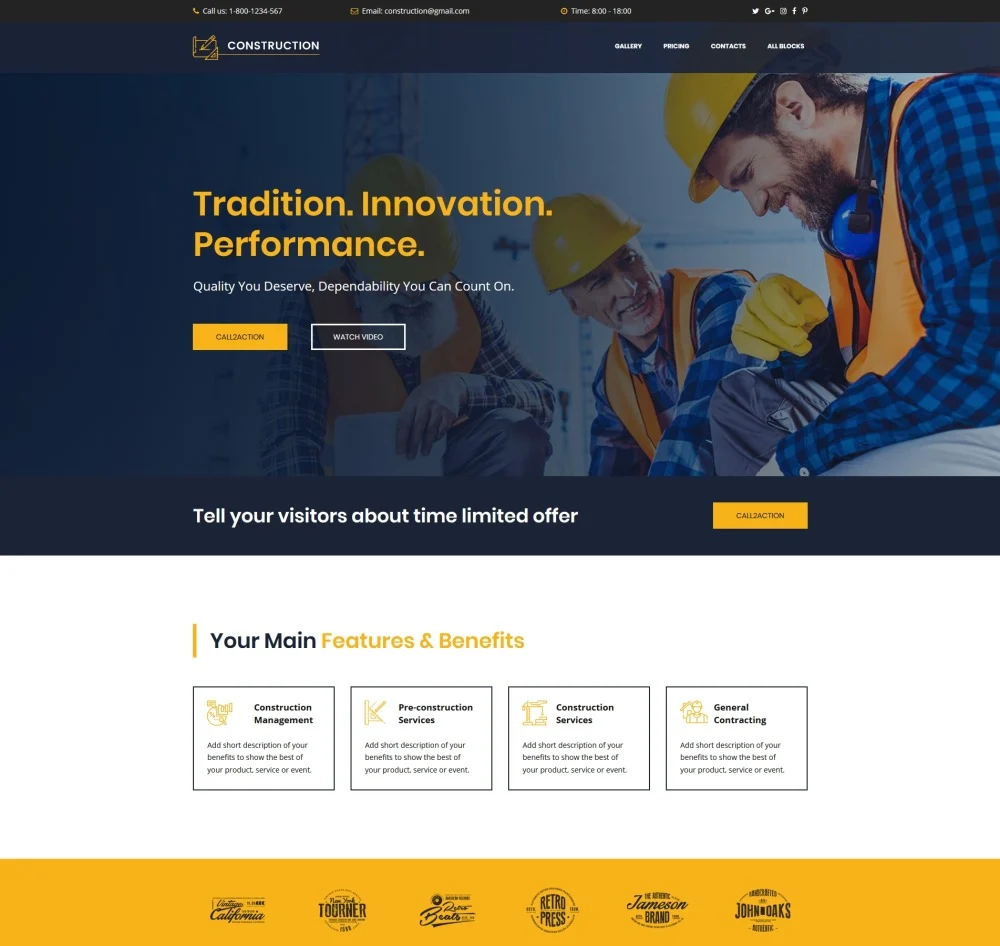 Call us: 1-800-1234-567
Email: construction@gmail.com
Time: 8:00 - 18:00
CONSTRUCTION
GALLERY
PRICING
CONTACTS
ALL BLOCKS
Tradition. Innovation.
Performance.
Quality You Deserve, Dependability You Can Count On.
CALL2ACTION
WATCH VIDEO
Tell your visitors about time limited offer
CALL2ACTION
Your Main Features & Benefits
Construction
Management
Add short description of your
benefits to show the best of
your product, service or event.
Pre-construction
Services
Add short description of your
benefits to show the best of
your product, service or event.
Construction
Services
Add short description of your
benefits to show the best of
your product, service or event.
General
Contracting
Add short description of your
benefits to show the best of
your product, service or event.
Vintage
California
New York
TOURNER
Retro
Beats
RETRO
PRESS
THE AUTHENTIC
Jameson
BRAND
HANDCRAFTED
JOHN OAKS
AUTHENTIC